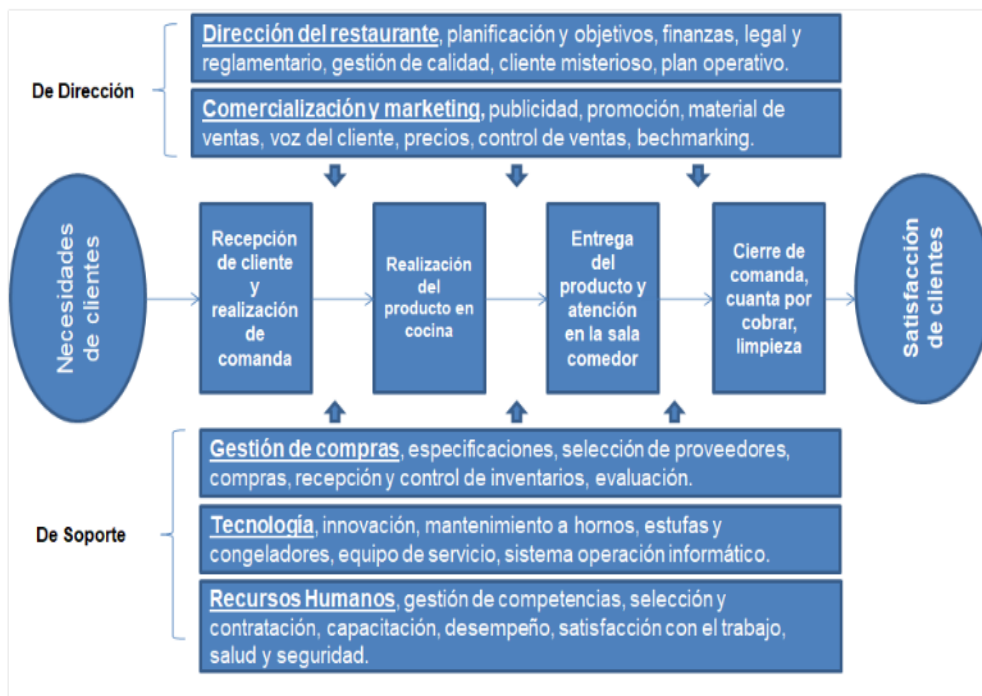 Dirección del restaurante, planificación y objetivos, finanzas, legal y
reglamentario, gestión de calidad, cliente misterioso, plan operativo.
De Dirección
Comercialización y marketing, publicidad, promoción, material de
ventas, voz del cliente, precios, control de ventas, bechmarking.
Necesidades
de clientes
Recepción
de cliente
y
realización
de
comanda
Realización
del
producto en
cocina
Entrega
del
producto y
atención
en la sala
comedor
Cierre de
comanda,
cuanta por
cobrar,
limpieza
Satisfacción
de clientes
Gestión de compras, especificaciones, selección de proveedores,
compras, recepción y control de inventarios, evaluación.
De Soporte
Tecnología, innovación, mantenimiento a hornos, estufas y
congeladores, equipo de servicio, sistema operación informático.
Recursos Humanos, gestión de competencias, selección y
contratación, capacitación, desempeño, satisfacción con el trabajo,
salud y seguridad.